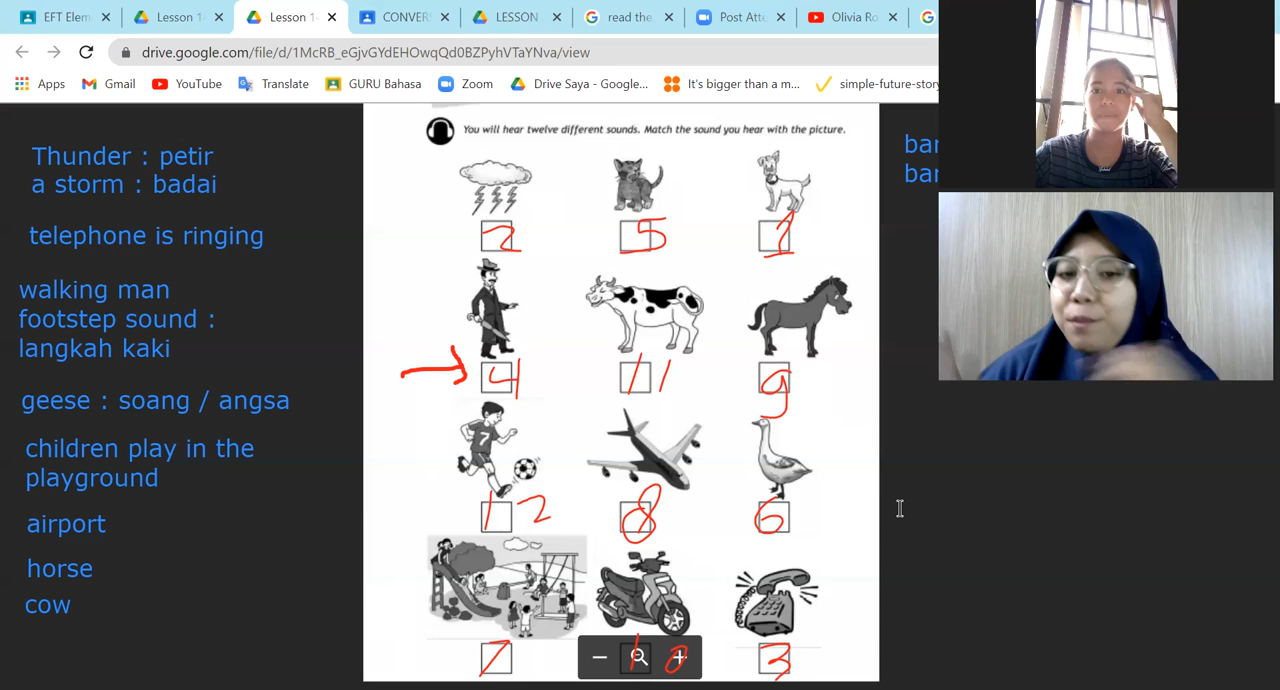 EFT Elem
Lesson 1
Lesson 1
CONVER
LESSON
read the
Post Atte
Olivia Ro
drive.google.com/file/d/1McRB_eGjvGYdEHOwqQd0BZPyhVTaYNva/view
Apps Gmail YouTube Translate GURU Bahasa Zoom Drive Saya - Google... It's bigger than a m... simple-future-story
You will hear twelve different sounds. Match the sound you hear with the picture.
Thunder : petir
a storm : badai
telephone is ringing
walking man
footstep sound :
langkah kaki
geese : soang / angsa
children play in the
playground
airport
horse
cow
bar
bar
2 5 1
4 11 9
7
12 8 6
7 10 3